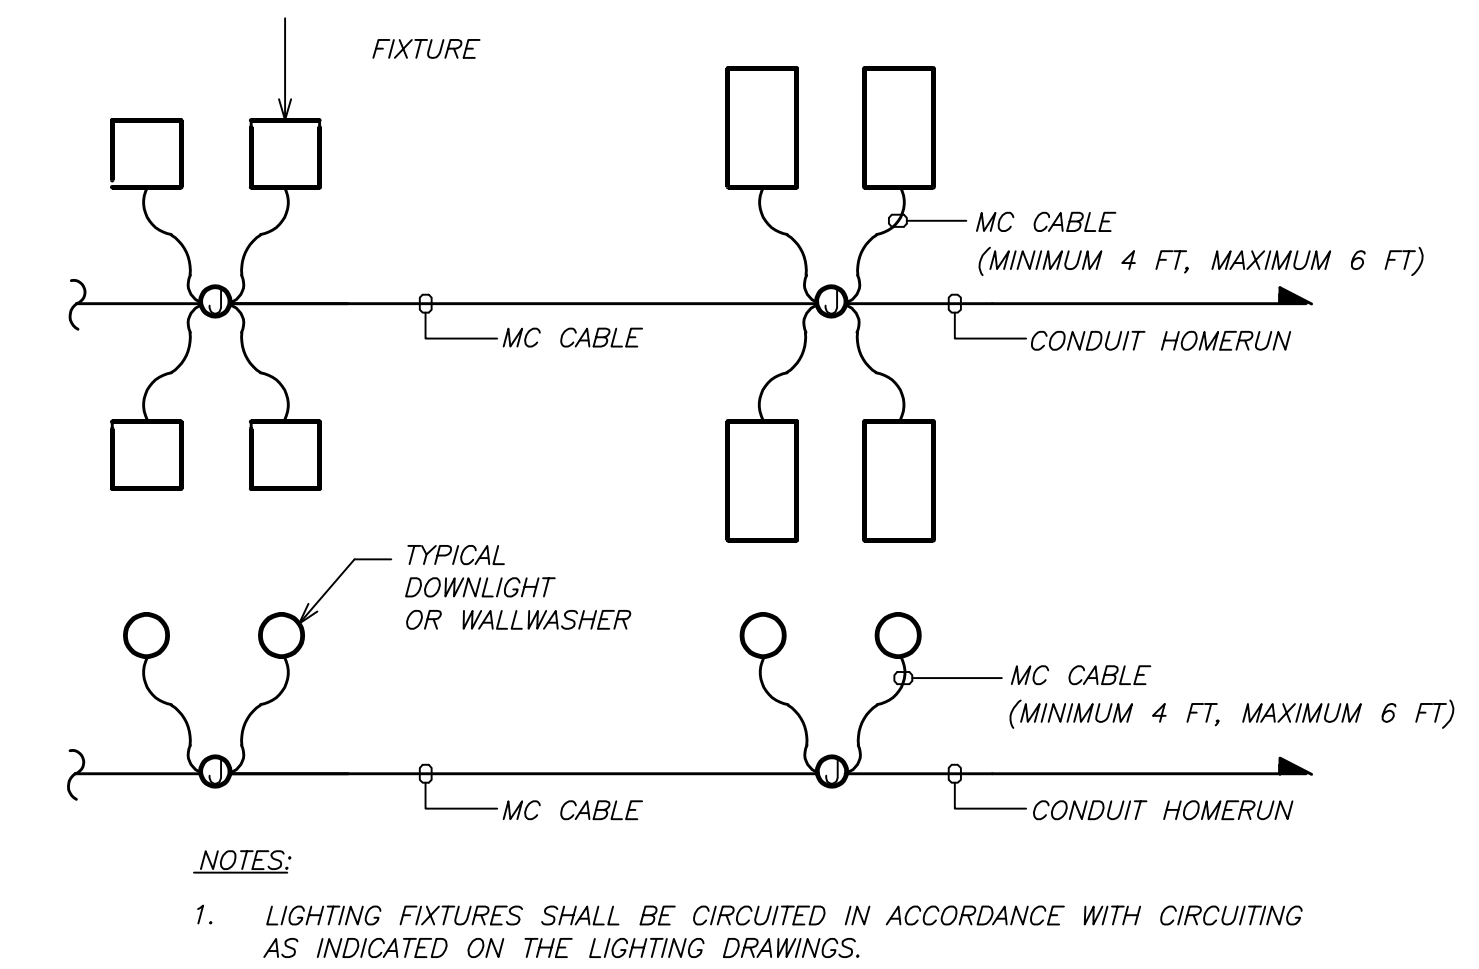 FIXTURE
MC CABLE
(MINIMUM 4 FT, MAXIMUM 6 FT)
J
J
MC CABLE
CONDUIT HOMERUN
TYPICAL
DOWNLIGHT
OR WALLWASHER
MC CABLE
(MINIMUM 4 FT, MAXIMUM 6 FT)
J
J
MC CABLE
CONDUIT HOMERUN
NOTES:
1. LIGHTING FIXTURES SHALL BE CIRCUITED IN ACCORDANCE WITH CIRCUITING
AS INDICATED ON THE LIGHTING DRAWINGS.